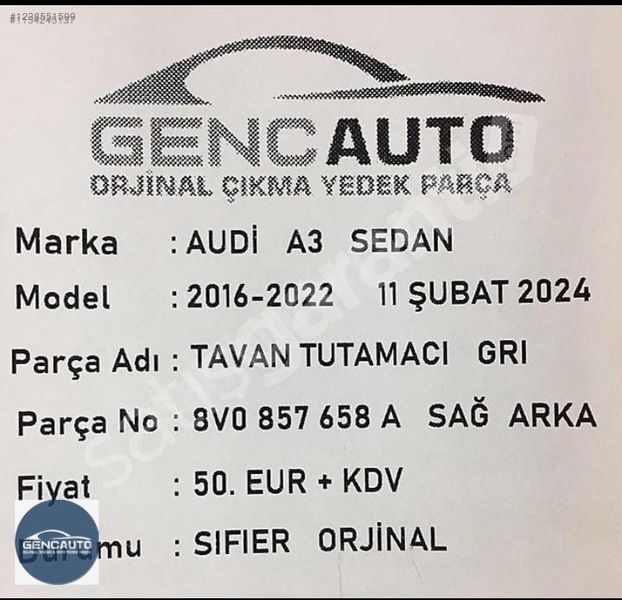 #1238551599
GENCAUTO
ORJİNAL ÇIKMA YEDEK PARÇA
Marka : AUDİ A3 SEDAN
Model : 2016-2022 11 ŞUBAT 2024
Parça Adı : TAVAN TUTAMACI GRI
Parça No : 8V0 857 658 A SAĞ ARKA
Fiyat : 50. EUR + KDV
: SIFIER ORJİNAL
GENCAUTO